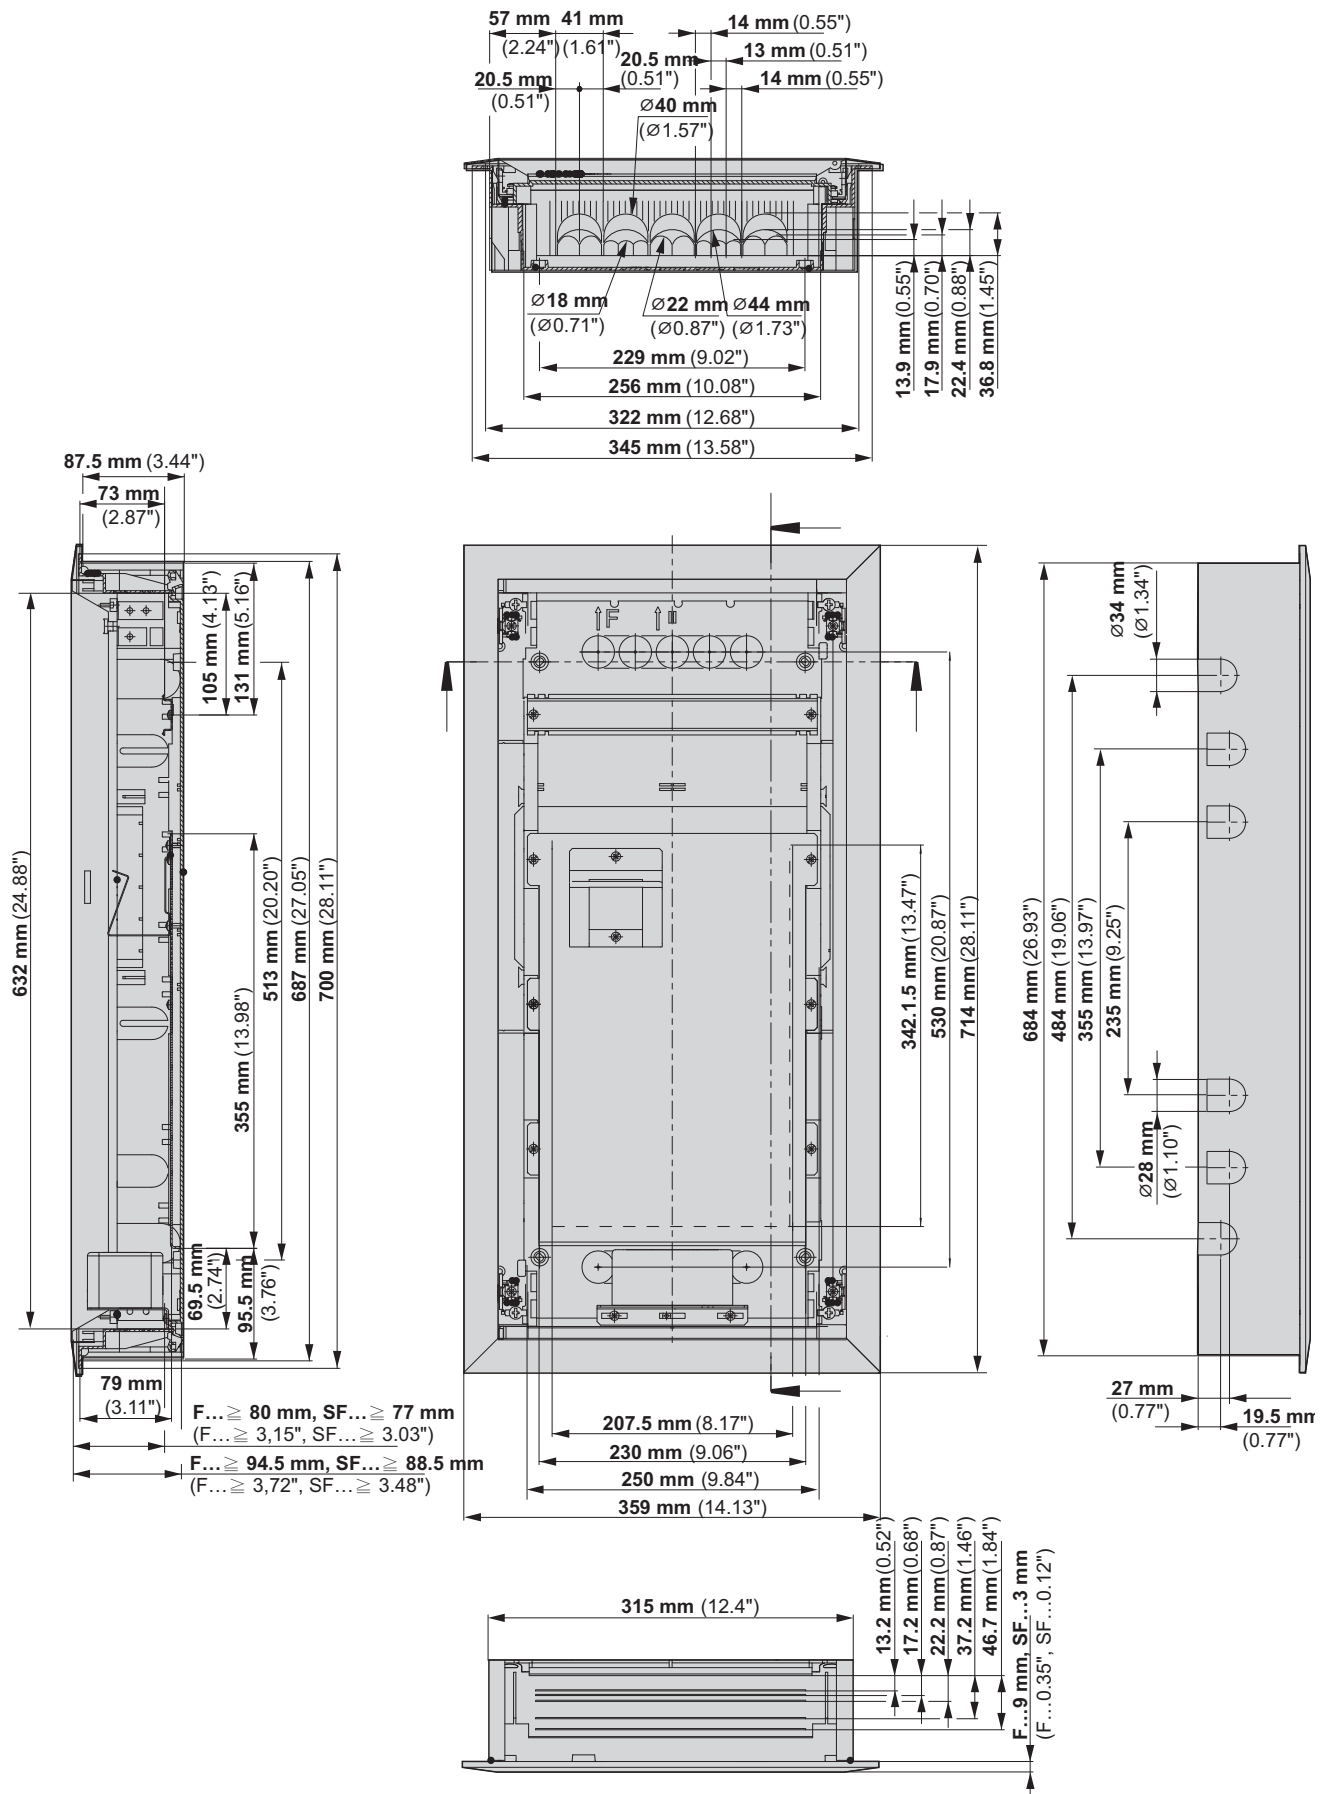 57 mm 41 mm 14 mm (0.55")
(2.24") (1.61") 20.5 mm 13 mm (0.51")
20.5 mm (0.51") 14 mm (0.55")
(0.51") ∅40 mm
(∅1.57")
∅18 mm ∅22 mm ∅44 mm
(∅0.71") (∅0.87") (∅1.73")
229 mm (9.02")
256 mm (10.08")
322 mm (12.68")
345 mm (13.58")
13.9 mm (0.55")
17.9 mm (0.70")
22.4 mm (0.88")
36.8 mm (1.45")
87.5 mm (3.44")
73 mm
(2.87")
632 mm (24.88")
105 mm (4.13")
131 mm (5.16")
513 mm (20.20")
687 mm (27.05")
700 mm (28.11")
355 mm (13.98")
69.5 mm
(2.74")
95.5 mm
(3.76")
79 mm
(3.11")
F...≧ 80 mm, SF...≧ 77 mm
(F...≧ 3,15", SF...≧ 3.03")
F...≧ 94.5 mm, SF...≧ 88.5 mm
(F...≧ 3,72", SF...≧ 3.48")
F
342.1.5 mm (13.47")
530 mm (20.87")
714 mm (28.11")
207.5 mm (8.17")
230 mm (9.06")
250 mm (9.84")
359 mm (14.13")
∅34 mm
(∅1.34")
684 mm (26.93")
484 mm (19.06")
355 mm (13.97")
235 mm (9.25")
∅28 mm
(∅1.10")
27 mm
(0.77")
19.5 mm
(0.77")
315 mm (12.4")
13.2 mm (0.52")
17.2 mm (0.68")
22.2 mm (0.87")
37.2 mm (1.46")
46.7 mm (1.84")
F...9 mm, SF...3 mm
(F...0.35", SF...0.12")